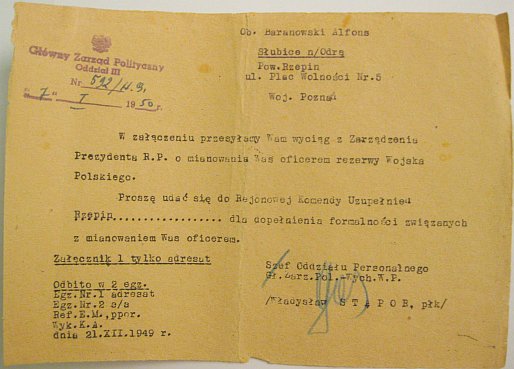 Ob. Baranowski Alfons
Słubice n/Odrą
Pow.Rzepin
ul. Plac Wolności Nr.5
Woj. Poznań
Główny Zarząd Polityczny
Oddział III
Nr 592/
"7" I 1950 r.
W załączeniu przesyłamy Wam wyciąg z Zarządzenia
Prezydenta R.P. o mianowaniu Was oficerem rezerwy Wojska
Polskiego.
Proszę udać się do Rejonowej Komendy Uzupełnień
Rzepin.................. dla dopełnienia formalności związanych
z mianowaniem Was oficerem.
Załącznik 1 tylko adresat
Szef Oddziału Personalnego
Gł.Zarz.Pol.-Wych.W.P.
/Władysław S T Ą P O R, płk/
Odbito w 2 egz.
Egz.Nr.1 adresat
Egz.Nr.2 a/a
Ref.E.M.,ppor.
Wyk.K.A.
dnia 21.XII.1949 r.